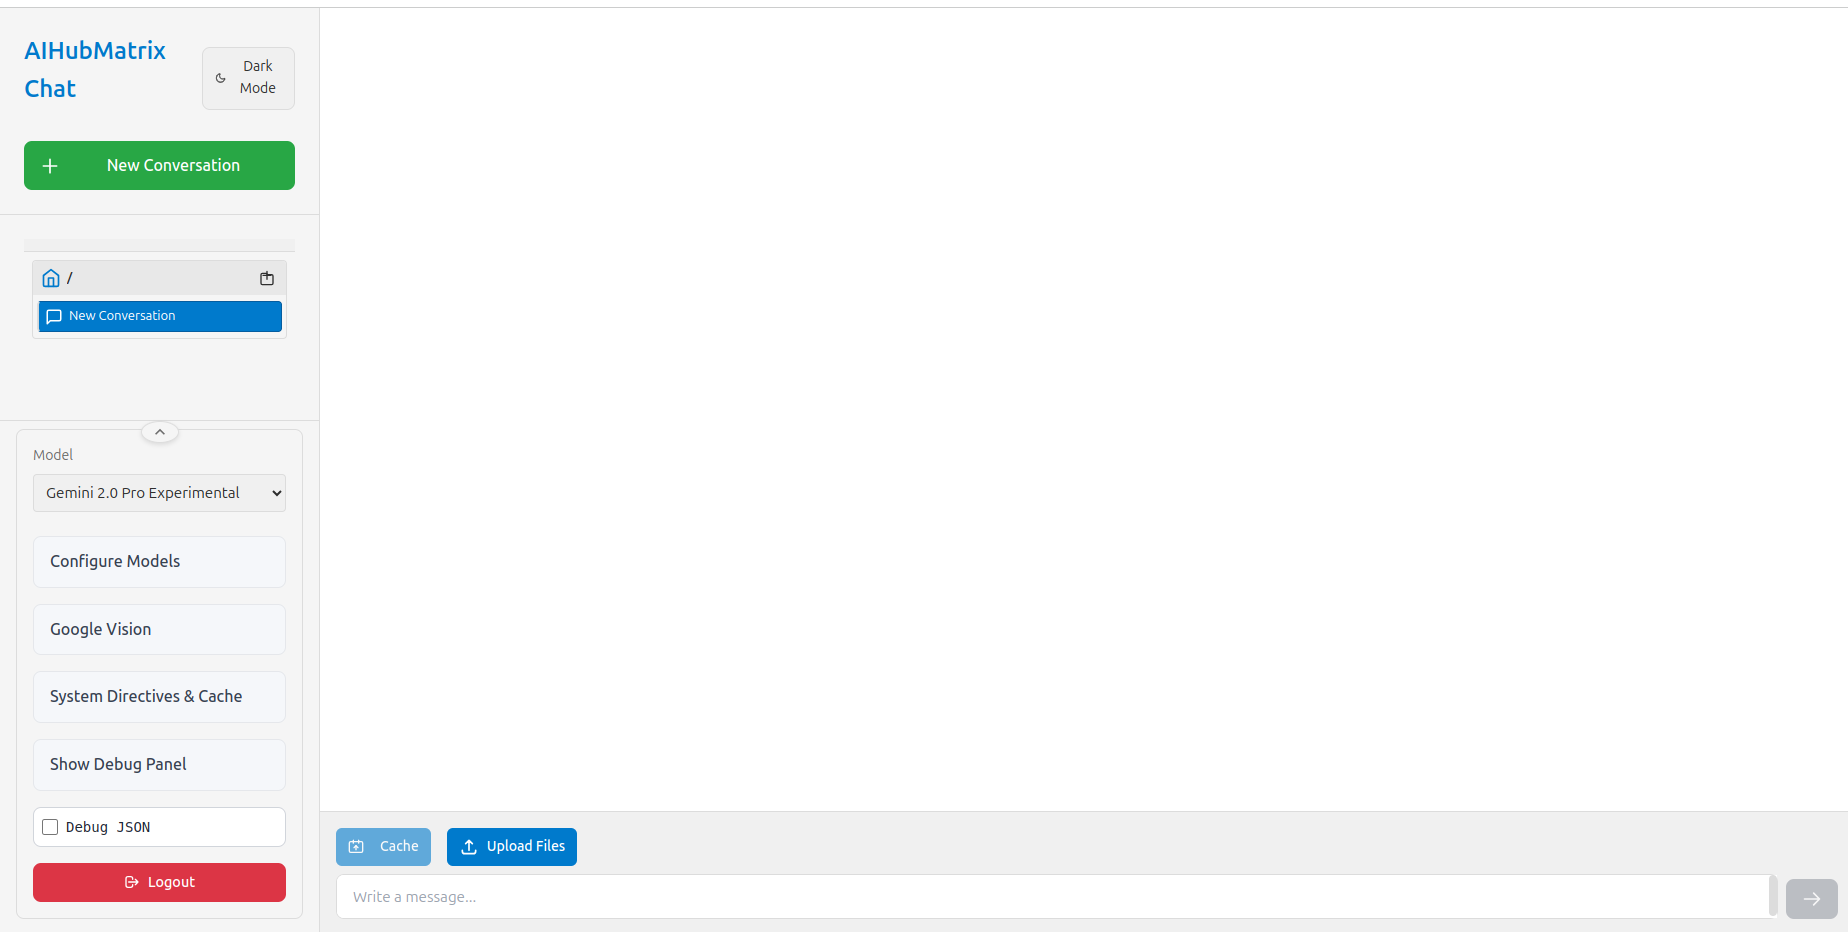 AIHubMatrix
Chat
Dark
Mode
New Conversation
/
New Conversation
Model
Gemini 2.0 Pro Experimental
Configure Models
Google Vision
System Directives & Cache
Show Debug Panel
Debug JSON
Logout
Cache
Upload Files
Write a message...